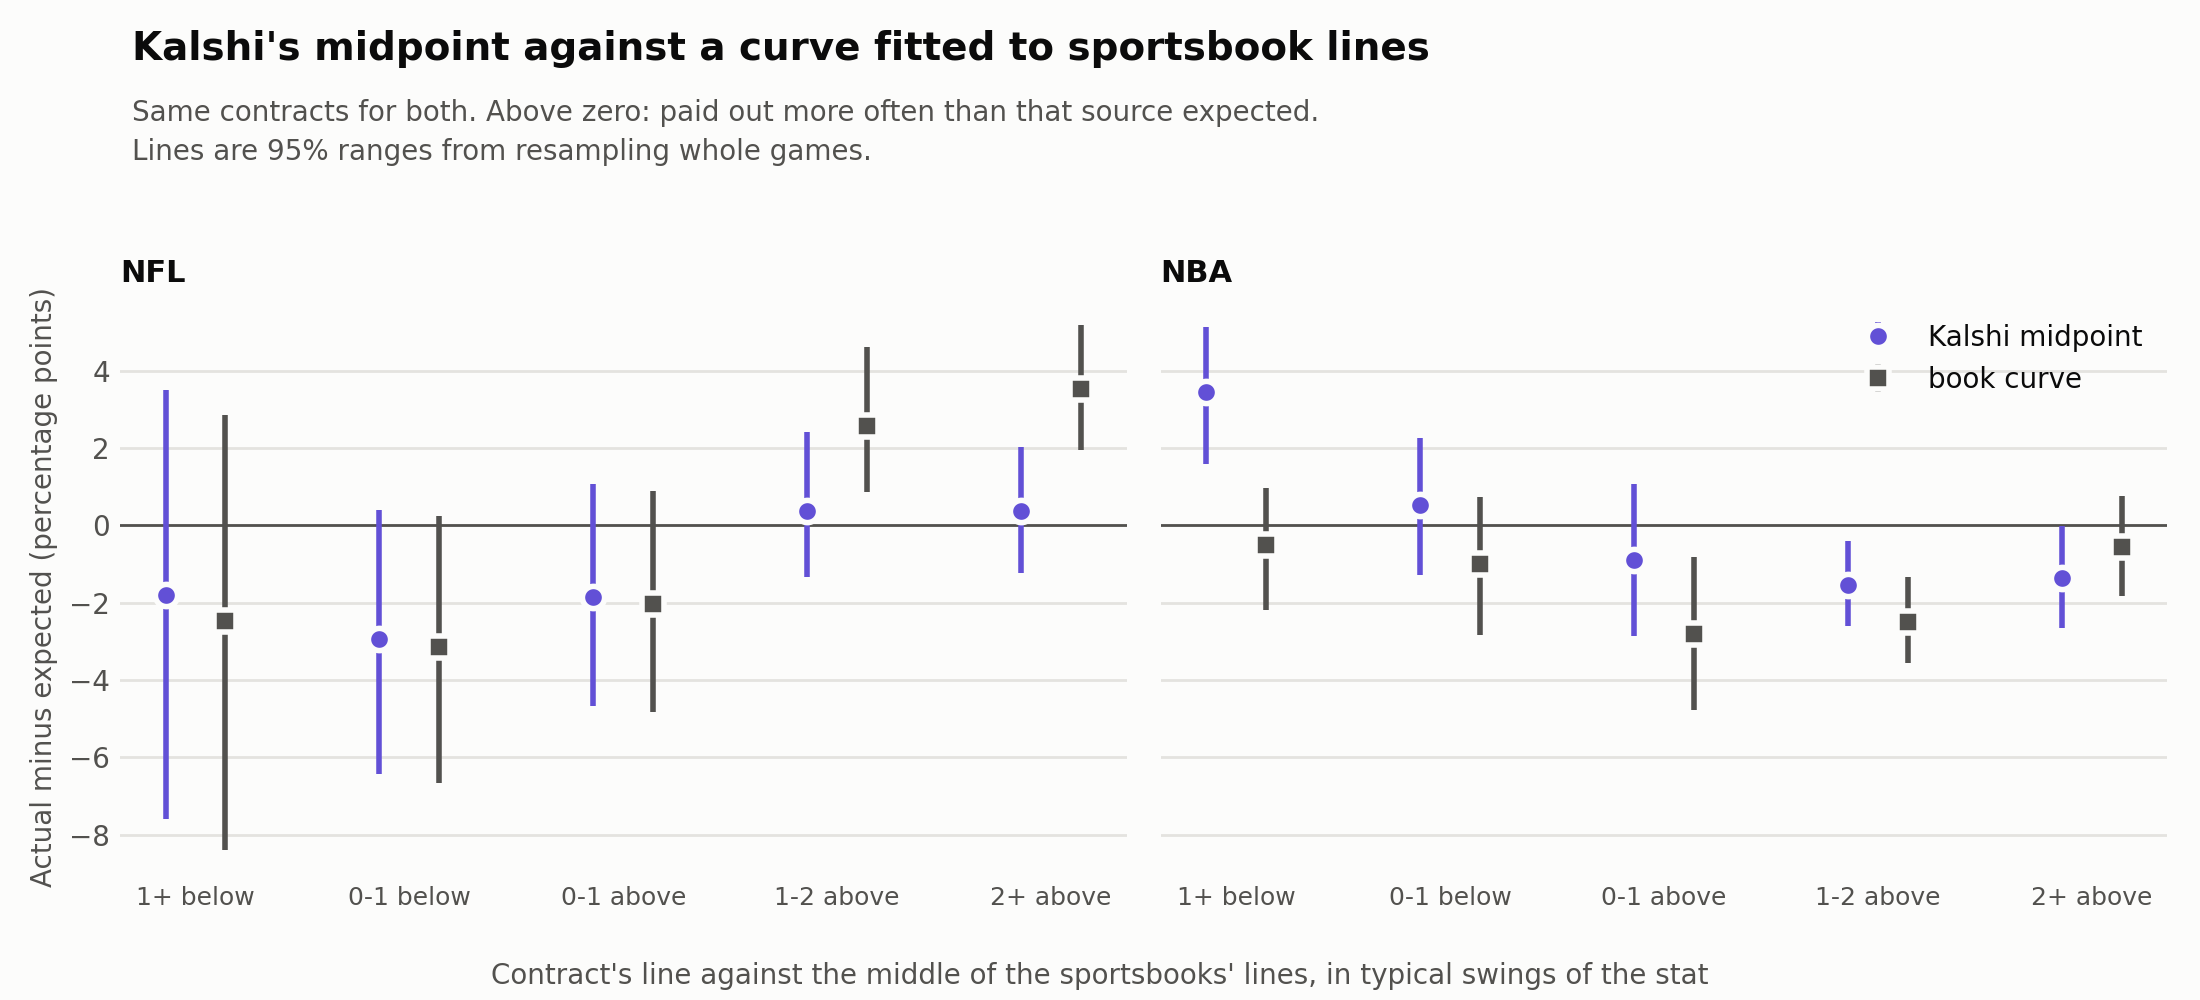 Kalshi's midpoint against a curve fitted to sportsbook lines
Same contracts for both. Above zero: paid out more often than that source expected.
Lines are 95% ranges from resampling whole games.
NFL
NBA
Actual minus expected (percentage points)
4
2
0
−2
−4
−6
−8
Kalshi midpoint
book curve
1+ below
0-1 below
0-1 above
1-2 above
2+ above
1+ below
0-1 below
0-1 above
1-2 above
2+ above
Contract's line against the middle of the sportsbooks' lines, in typical swings of the stat